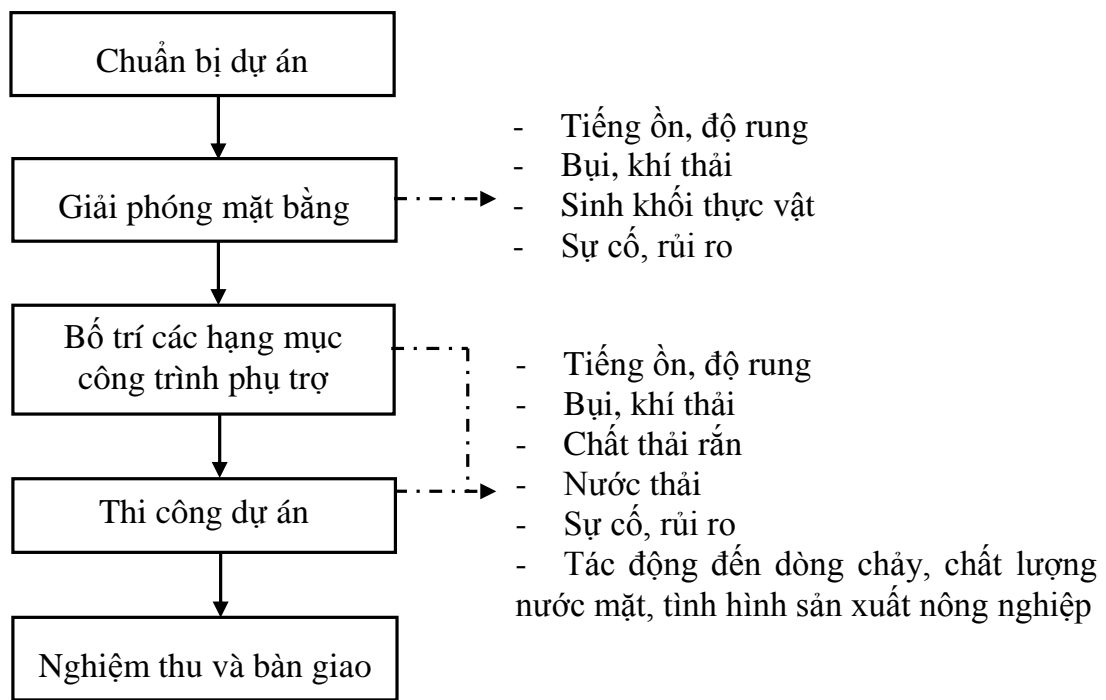 Chuẩn bị dự án
- Tiếng ồn, độ rung
- Bụi, khí thải
Giải phóng mặt bằng
- Sinh khối thực vật
- Sự cố, rủi ro
Bố trí các hạng mục
công trình phụ trợ
- Tiếng ồn, độ rung
- Bụi, khí thải
- Chất thải rắn
- Nước thải
Thi công dự án
- Sự cố, rủi ro
- Tác động đến dòng chảy, chất lượng
nước mặt, tình hình sản xuất nông nghiệp
Nghiệm thu và bàn giao